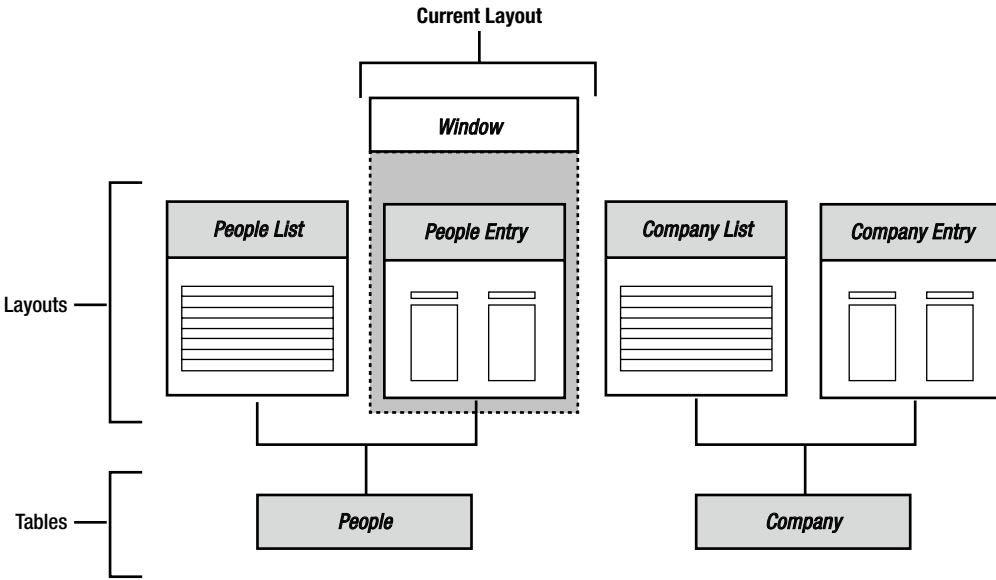 Current Layout
Window
People List
People Entry
Company List
Company Entry
Layouts
Tables
People
Company